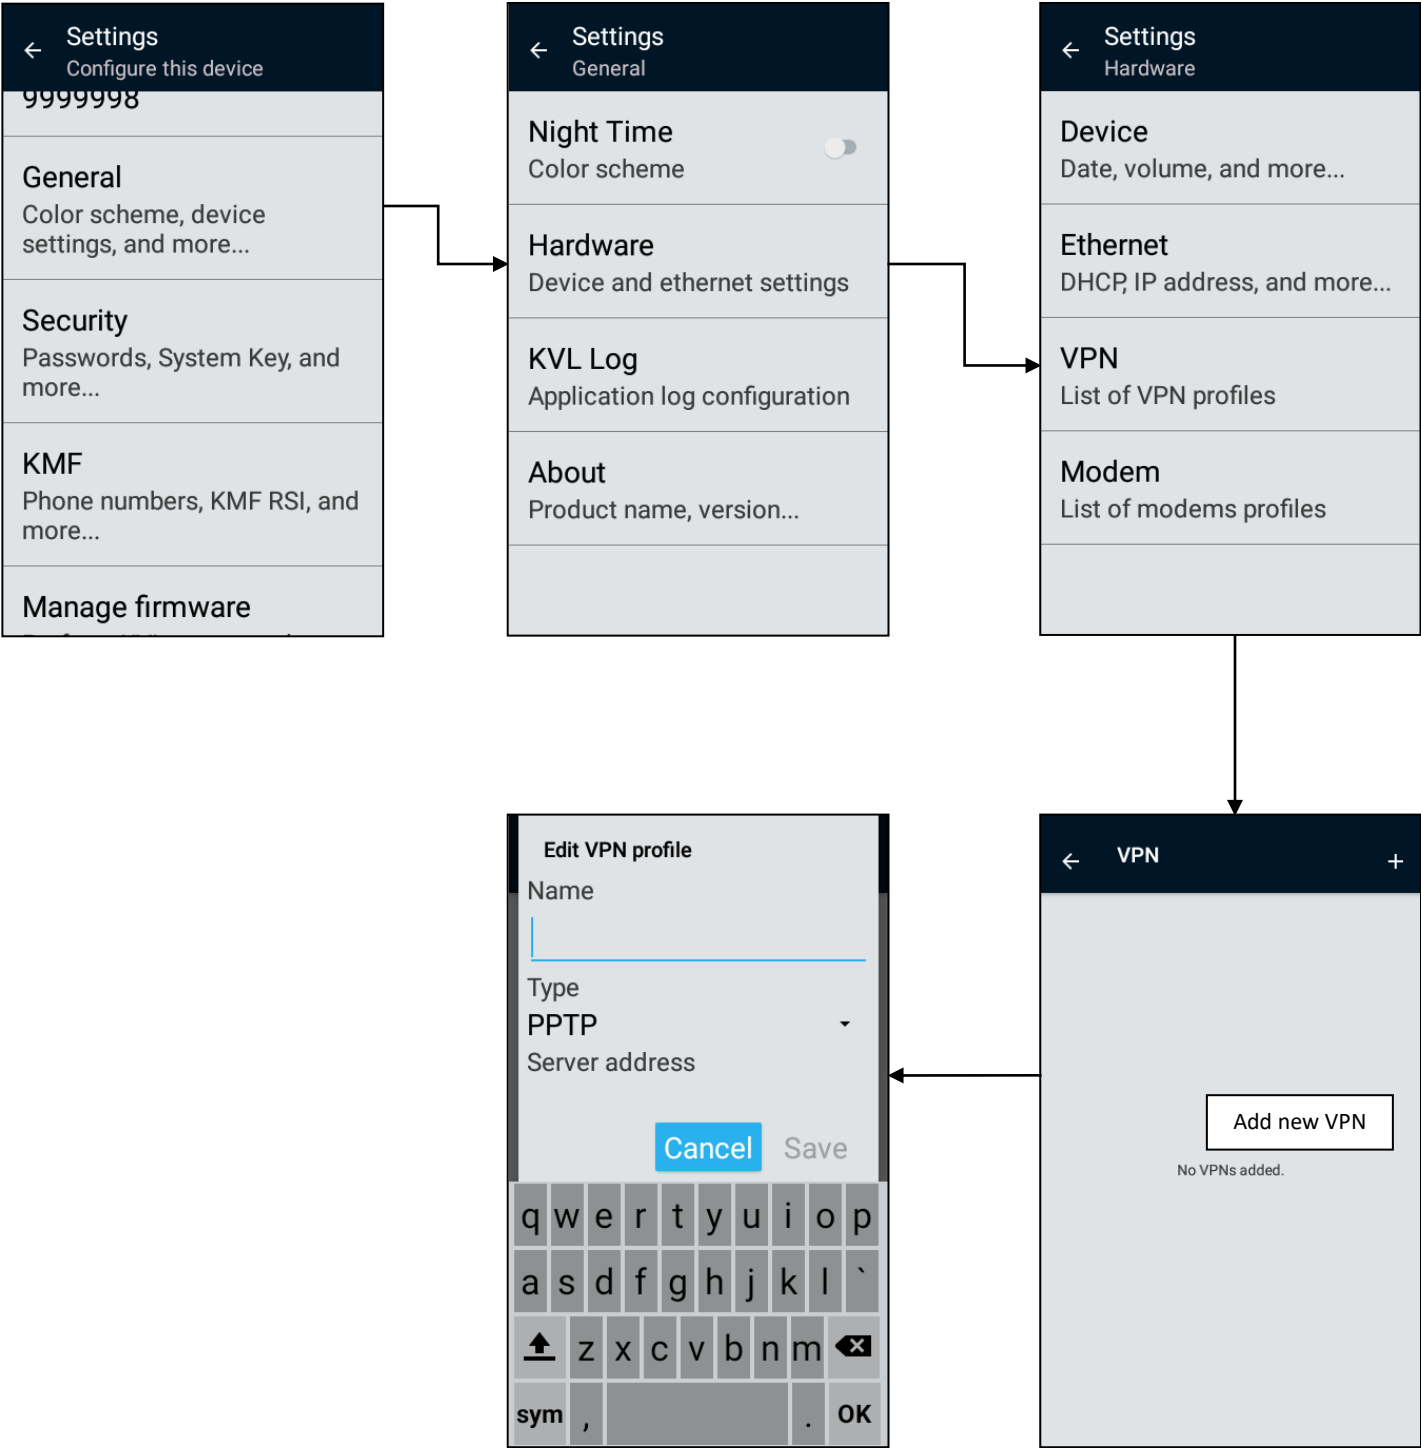 Settings
Configure this device
9999998
General
Color scheme, device
settings, and more...
Security
Passwords, System Key, and
more...
KMF
Phone numbers, KMF RSI, and
more...
Manage firmware
Settings
General
Night Time
Color scheme
Hardware
Device and ethernet settings
KVL Log
Application log configuration
About
Product name, version...
Settings
Hardware
Device
Date, volume, and more...
Ethernet
DHCP, IP address, and more...
VPN
List of VPN profiles
Modem
List of modems profiles
Edit VPN profile
Name
Type
PPTP
Server address
Cancel Save
q w e r t y u i o p
a s d f g h j k l `
z x c v b n m
sym , . OK
VPN +
Add new VPN
No VPNs added.